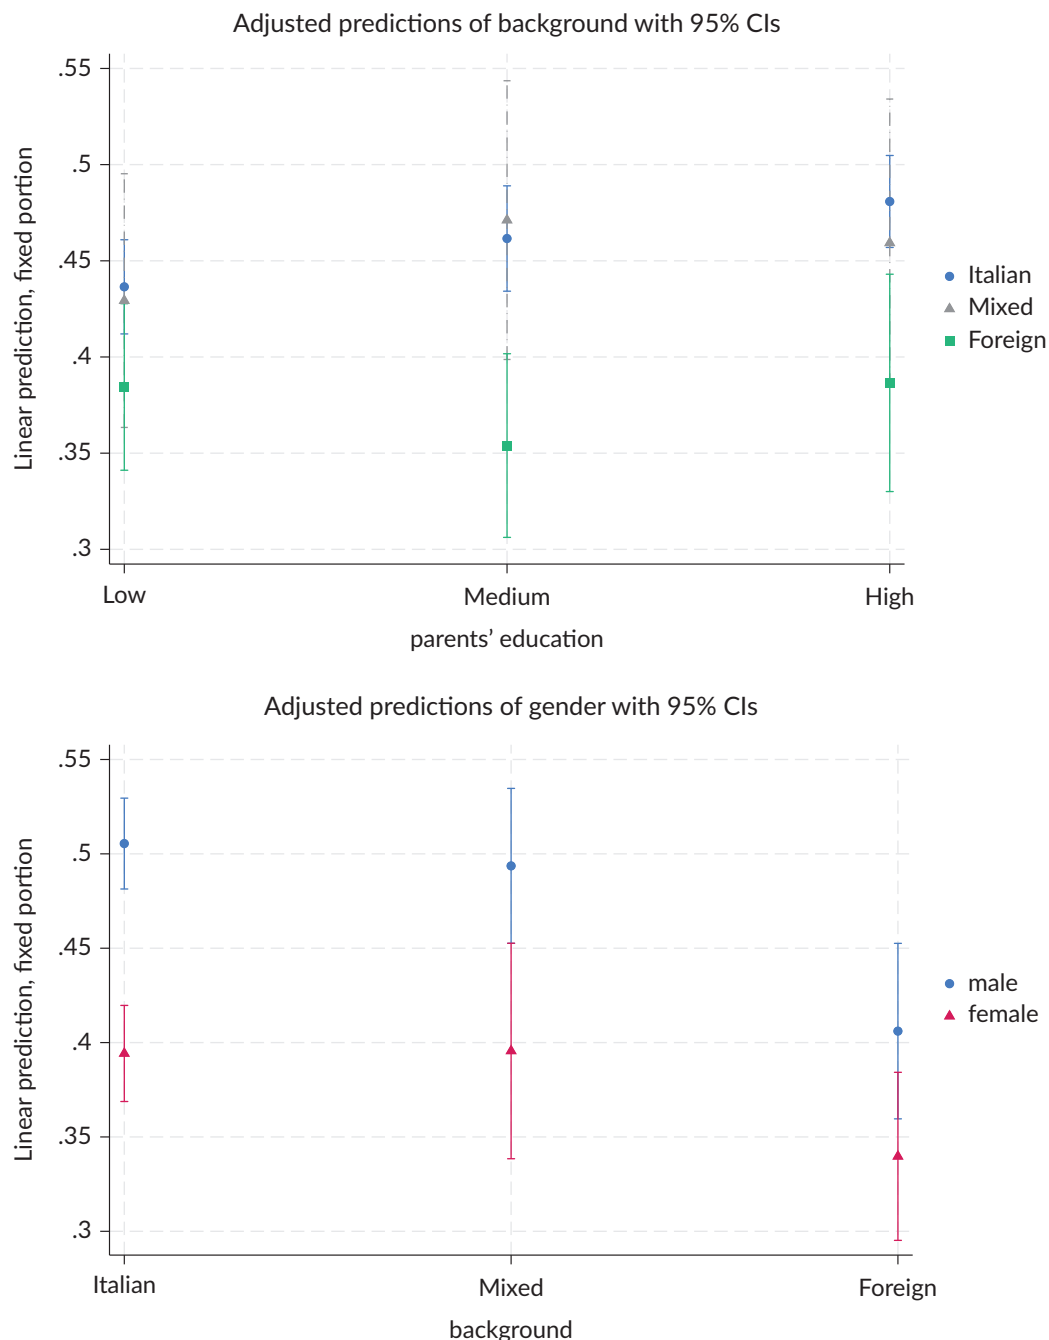 Adjusted predictions of background with 95% CIs
Linear prediction, fixed portion
.55
.5
.45
.4
.35
.3
Low
Medium
High
parents’ education
Italian
Mixed
Foreign
Adjusted predictions of gender with 95% CIs
Linear prediction, fixed portion
.55
.5
.45
.4
.35
.3
Italian
Mixed
Foreign
background
male
female